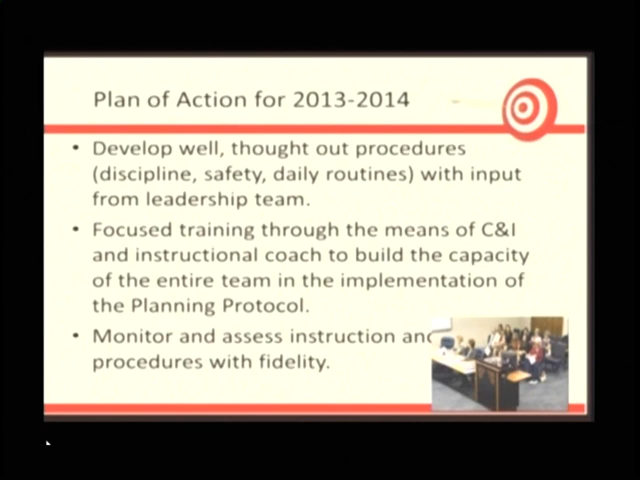 Plan of Action for 2013-2014
• Develop well, thought out procedures
(discipline, safety, daily routines) with input
from leadership team.
• Focused training through the means of C&I
and instructional coach to build the capacity
of the entire team in the implementation of
the Planning Protocol.
• Monitor and assess instruction and
procedures with fidelity.